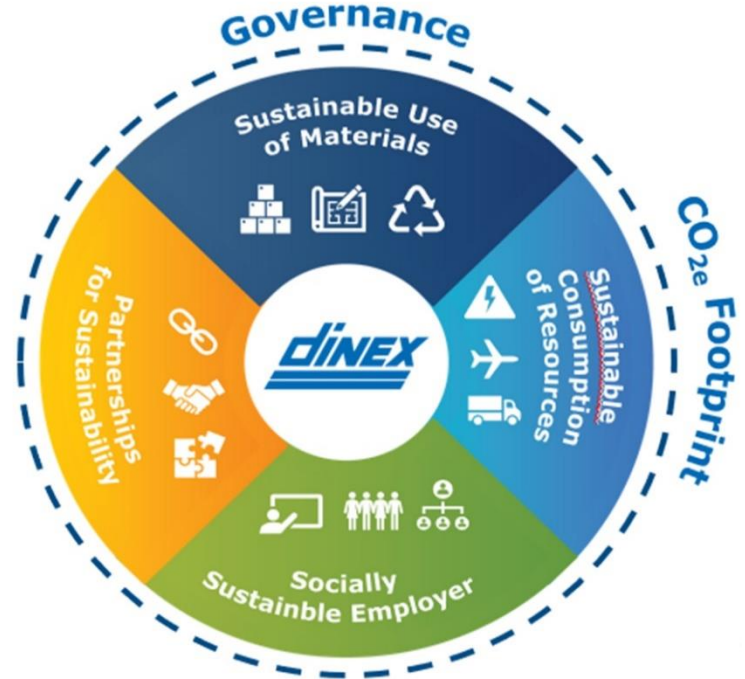 Governance
Sustainable Use
of Materials
CO2e Footprint
Sustainable
Consumption
of Resources
Partnerships
for Sustainability
DINEX
Socially
Sustainble Employer